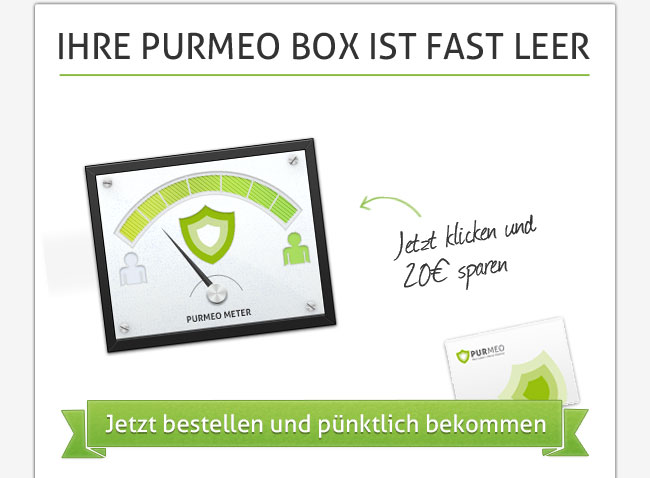 IHRE PURMEO BOX IST FAST LEER
Jetzt klicken und
20€ sparen
PURMEO METER
PURMEO
Jetzt bestellen und pünktlich bekommen